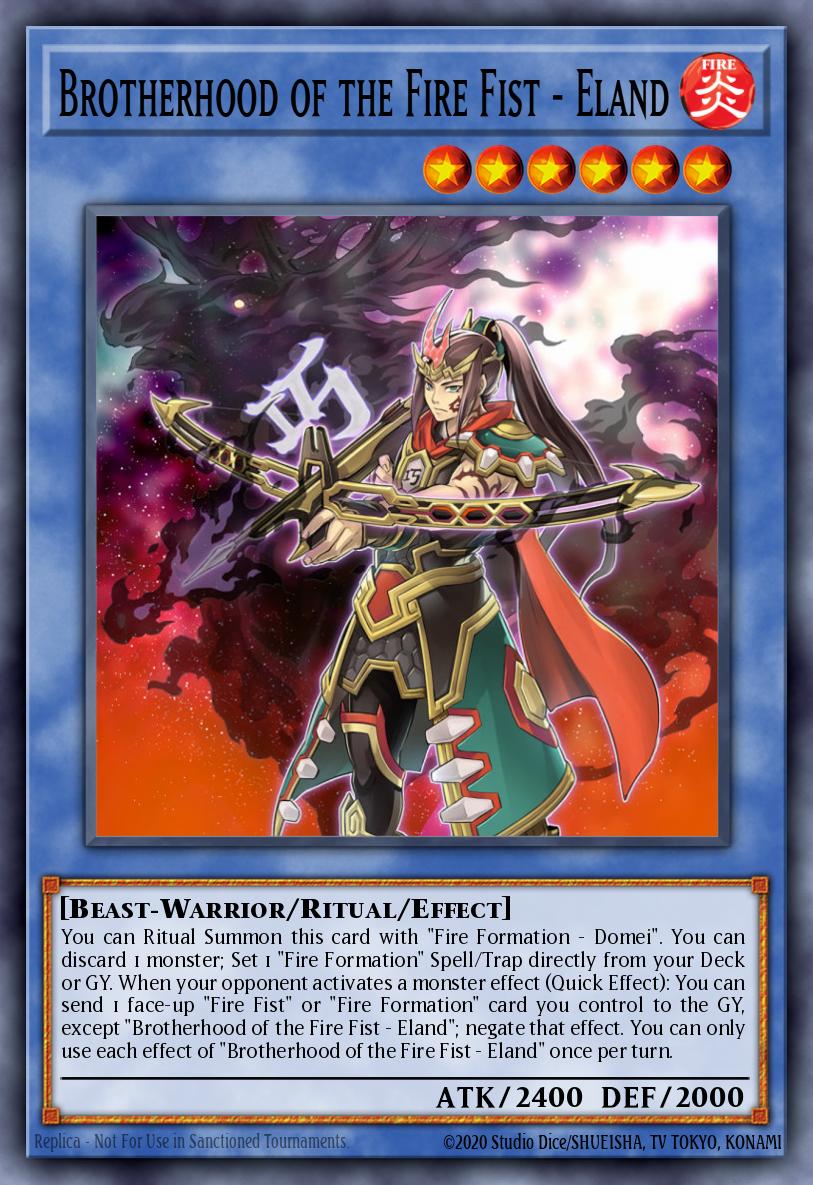 Brotherhood of the Fire Fist - Eland
FIRE
炎
巧
[Beast-Warrior/Ritual/Effect]
You can Ritual Summon this card with "Fire Formation - Domei". You can
discard 1 monster; Set 1 "Fire Formation" Spell/Trap directly from your Deck
or GY. When your opponent activates a monster effect (Quick Effect): You can
send 1 face-up "Fire Fist" or "Fire Formation" card you control to the GY,
except "Brotherhood of the Fire Fist - Eland"; negate that effect. You can only
use each effect of "Brotherhood of the Fire Fist - Eland" once per turn.
ATK/2400 DEF/2000
Replica - Not For Use in Sanctioned Tournaments.
©2020 Studio Dice/SHUEISHA, TV TOKYO, KONAMI